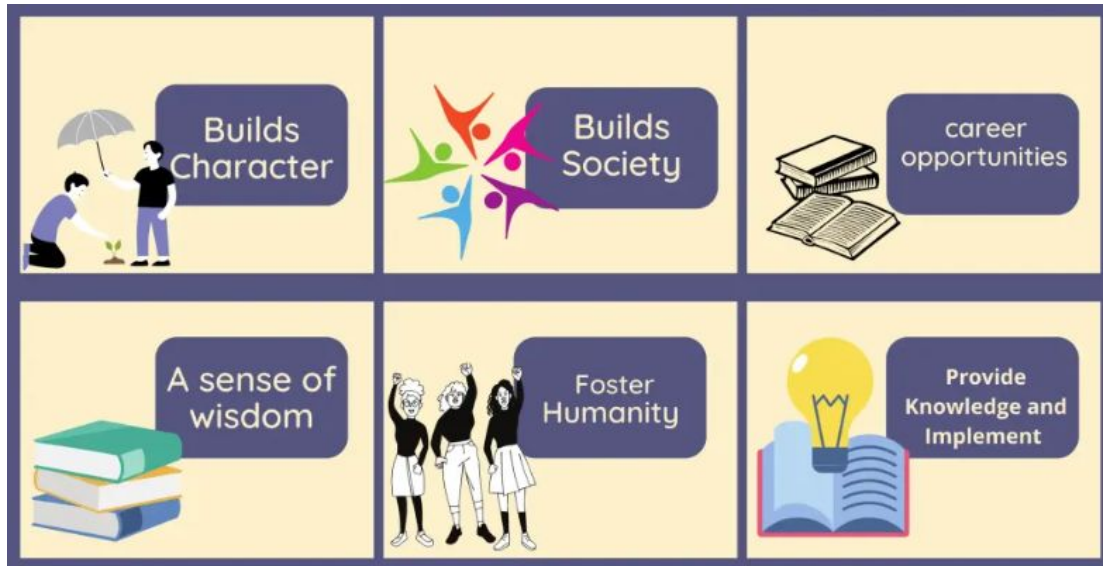 Builds
Character
Builds
Society
career
opportunities
A sense of
wisdom
Foster
Humanity
Provide
Knowledge and
Implement